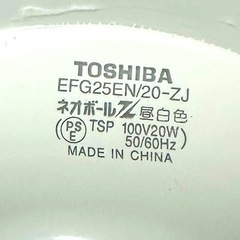 TOSHIBA
EFG25EN/20-ZJ
ネオボールZ 昼白色
PS E TSP 100V20W
50/60Hz
MADE IN CHINA